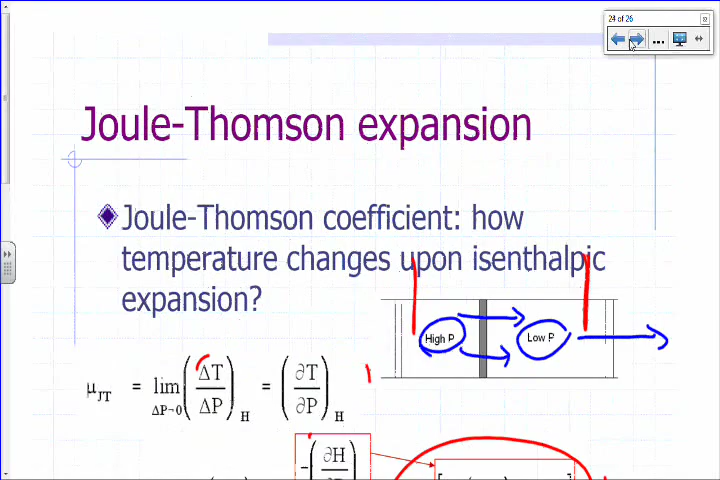 24 of 26
Joule-Thomson expansion
Joule-Thomson coefficient: how
temperature changes upon isenthalpic
expansion?
High P
Low P
μJT = lim ΔP→0 (ΔT/ΔP)H = (∂T/∂P)H
-(∂H